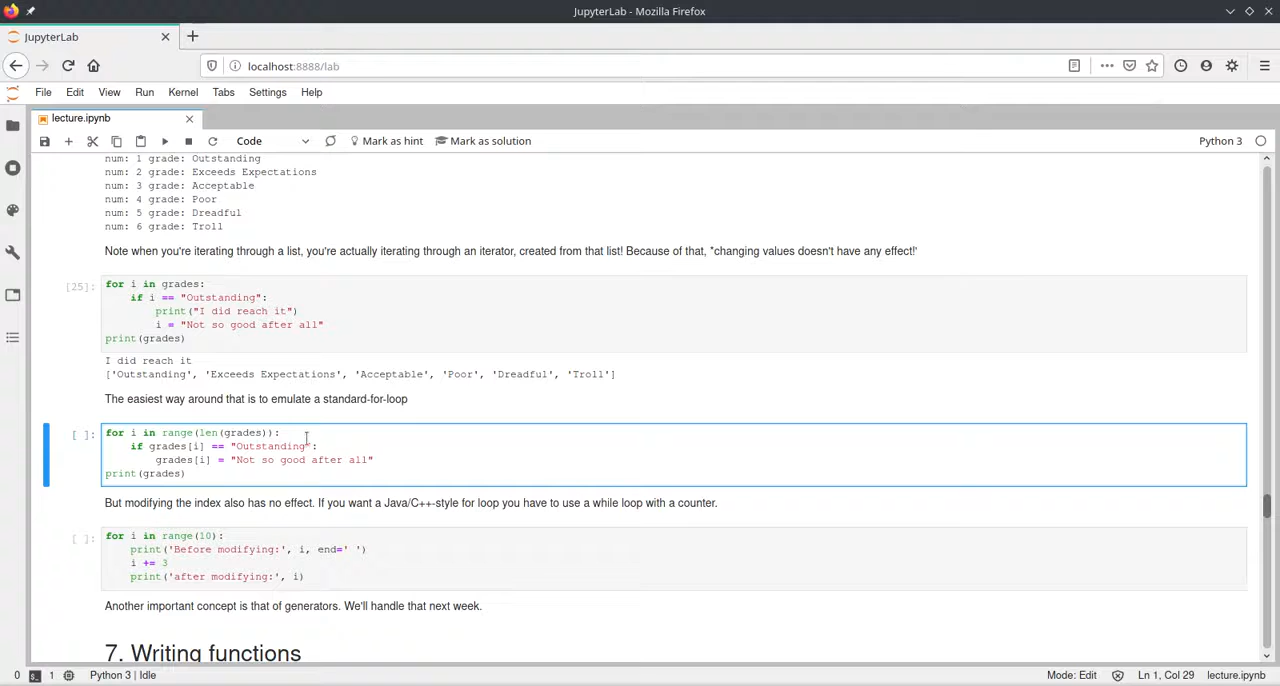 JupyterLab - Mozilla Firefox
JupyterLab
localhost:8888/lab
File Edit View Run Kernel Tabs Settings Help
lecture.ipynb
Code Mark as hint Mark as solution Python 3
num: 1 grade: Outstanding
num: 2 grade: Exceeds Expectations
num: 3 grade: Acceptable
num: 4 grade: Poor
num: 5 grade: Dreadful
num: 6 grade: Troll
Note when you're iterating through a list, you're actually iterating through an iterator, created from that list! Because of that, *changing values doesn't have any effect!'
[25]: for i in grades:
if i == "Outstanding":
print("I did reach it")
i = "Not so good after all"
print(grades)
I did reach it
['Outstanding', 'Exceeds Expectations', 'Acceptable', 'Poor', 'Dreadful', 'Troll']
The easiest way around that is to emulate a standard-for-loop
[ ]: for i in range(len(grades)):
if grades[i] == "Outstanding":
grades[i] = "Not so good after all"
print(grades)
But modifying the index also has no effect. If you want a Java/C++-style for loop you have to use a while loop with a counter.
[ ]: for i in range(10):
print('Before modifying:', i, end=' ')
i += 3
print('after modifying:', i)
Another important concept is that of generators. We'll handle that next week.
7. Writing functions
0 1 Python 3 | Idle Mode: Edit Ln 1, Col 29 lecture.ipynb